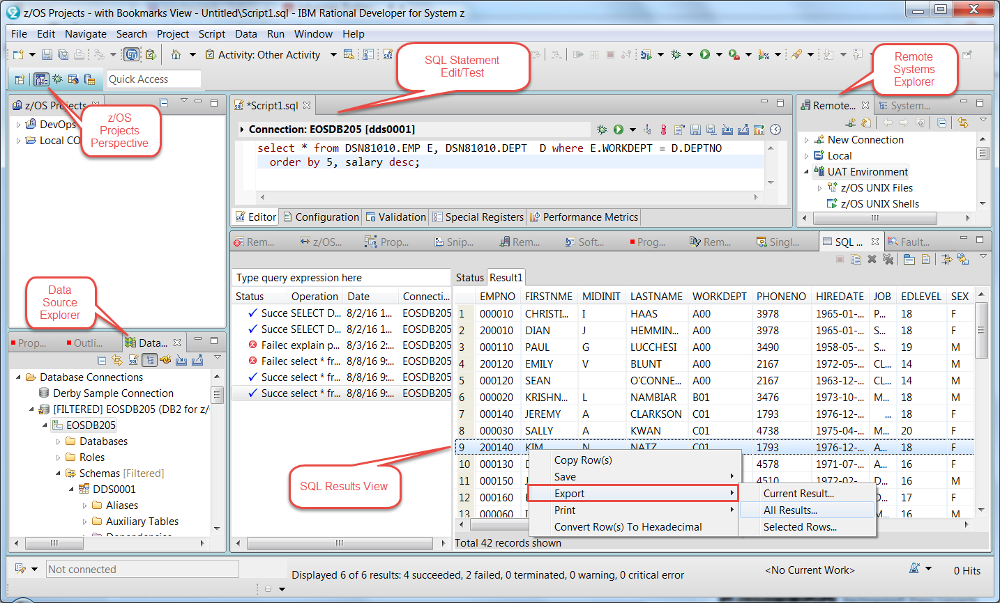 z/OS Projects - with Bookmarks View - Untitled\Script1.sql - IBM Rational Developer for System z
File Edit Navigate Search Project Script Data Run Window Help
Activity: Other Activity
Quick Access
SQL Statement
Edit/Test
Remote
Systems
Explorer
z/OS Projects
DevOps
Local CO
z/OS
Projects
Perspective
*Script1.sql
Connection: EOSDB205 [dds0001]
select * from DSN81010.EMP E, DSN81010.DEPT D where E.WORKDEPT = D.DEPTNO
order by 5, salary desc;
Editor Configuration Validation Special Registers Performance Metrics
Remote... System...
New Connection
Local
UAT Environment
z/OS UNIX Files
z/OS UNIX Shells
Data
Source
Explorer
Prop... Outli... Data...
Database Connections
Derby Sample Connection
[FILTERED] EOSDB205 (DB2 for z/
EOSDB205
Databases
Roles
Schemas [Filtered]
DDS0001
Aliases
Auxiliary Tables
Dependencies
Rem... z/OS... Prop... Snip... Rem... Soft... Prog... Rem... Singl... SQL ... Fault...
Type query expression here
Status Operation Date Connecti...
Succe SELECT D... 8/2/16 1... EOSDB205
Succe SELECT D... 8/2/16 1... EOSDB205
Failec explain p... 8/3/16 2:... EOSDB205
Failec select * fr... 8/8/16 9:... EOSDB205
Succe select * fr... 8/8/16 9:... EOSDB205
Succe select * fr... 8/8/16 9:... EOSDB205
SQL Results View
Status Result1
EMPNO FIRSTNME MIDINIT LASTNAME WORKDEPT PHONENO HIREDATE JOB EDLEVEL SEX
1 000010 CHRISTI... I HAAS A00 3978 1965-01-... P... 18 F
2 200010 DIAN J HEMMIN... A00 3978 1965-01-... S... 18 F
3 000110 PAUL G LUCCHESI A00 3490 1958-05-... S... 19 M
4 200120 EMILY V BLUNT A00 2167 1972-05-... CL... 14 M
5 000120 SEAN O'CONNE... A00 2167 1963-12-... CL... 14 M
6 000020 KRISHN... L NAMBIAR B01 3476 1973-10-... M... 18 M
7 000140 JEREMY A CLARKSON C01 1793 1976-12-... ... 18 F
8 000030 SALLY A KWAN C01 4738 1975-04-... M... 20 F
9 200140 KIM N NATZ C01 1793 1976-12-... A... 18 F
10 000130 4578 1971-07-... A... 16 F
11 000150 4510 1972-02-... D... 16 M
12 000160 17 F
13 000060 16 M
Copy Row(s)
Save
Export
Print
Convert Row(s) To Hexadecimal
Current Result...
All Results...
Selected Rows...
Total 42 records shown
Not connected
Displayed 6 of 6 results: 4 succeeded, 2 failed, 0 terminated, 0 warning, 0 critical error
<No Current Work>
0 Hits